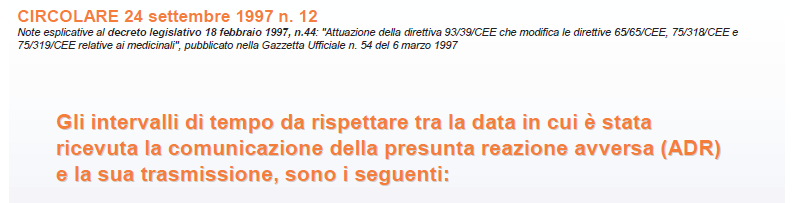 CIRCOLARE 24 settembre 1997 n. 12
Note esplicative al decreto legislativo 18 febbraio 1997, n.44: "Attuazione della direttiva 93/39/CEE che modifica le direttive 65/65/CEE, 75/318/CEE e
75/319/CEE relative ai medicinali", pubblicato nella Gazzetta Ufficiale n. 54 del 6 marzo 1997
Gli intervalli di tempo da rispettare tra la data in cui è stata
ricevuta la comunicazione della presunta reazione avversa (ADR)
e la sua trasmissione, sono i seguenti: